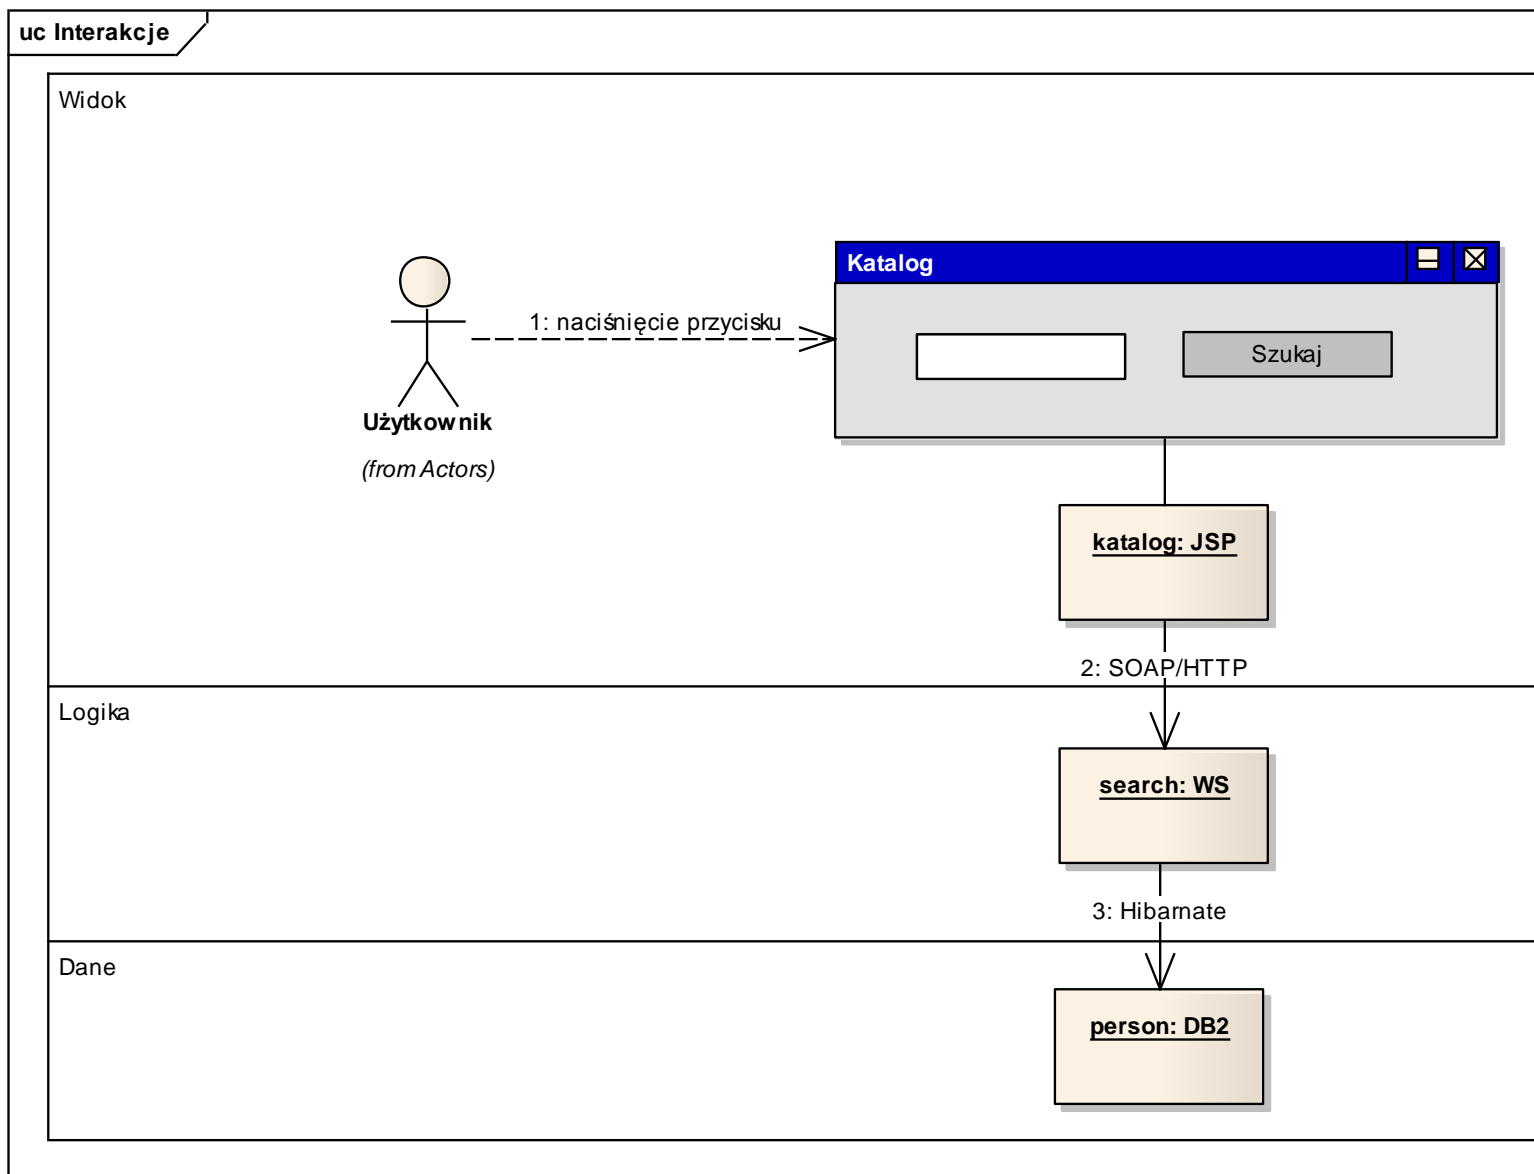 uc Interakcje
Widok
Katalog
1: naciśnięcie przycisku
Szukaj
Użytkownik
(from Actors)
katalog: JSP
2: SOAP/HTTP
Logika
search: WS
3: Hibarnate
Dane
person: DB2